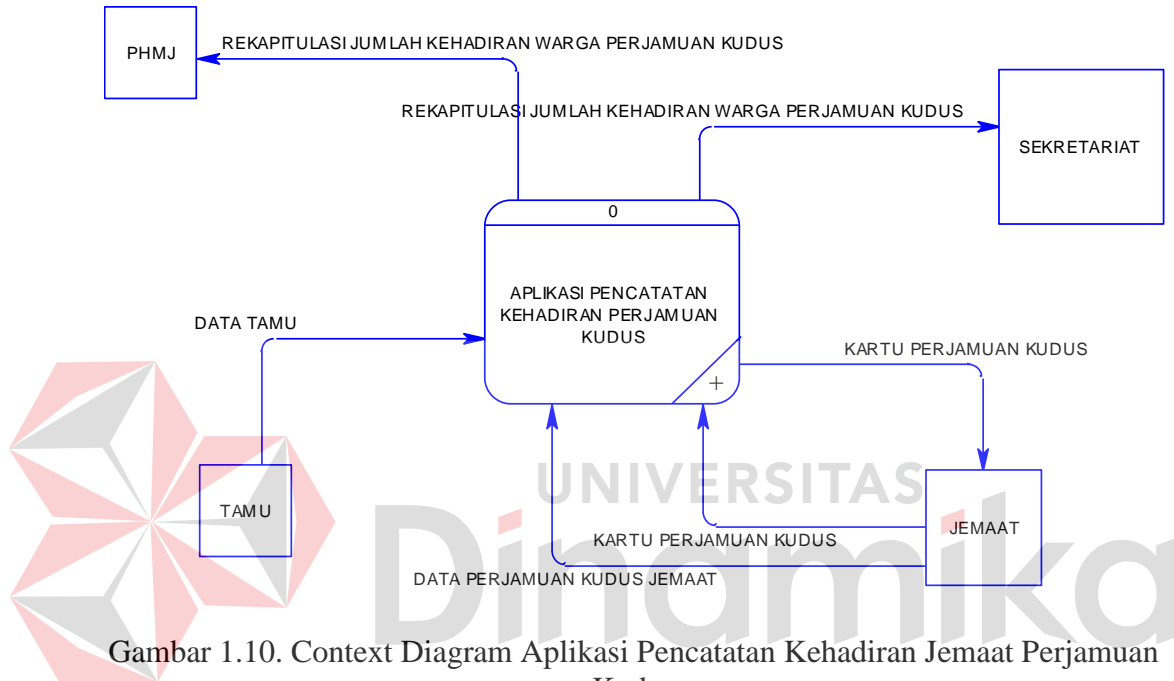 PHMJ
REKAPITULASI JUMLAH KEHADIRAN WARGA PERJAMUAN KUDUS
REKAPITULASI JUMLAH KEHADIRAN WARGA PERJAMUAN KUDUS
SEKRETARIAT
0
APLIKASI PENCATATAN
KEHADIRAN PERJAMUAN
KUDUS
+
DATA TAMU
KARTU PERJAMUAN KUDUS
UNIVERSITAS
Dinamika
TAMU
JEMAAT
KARTU PERJAMUAN KUDUS
DATA PERJAMUAN KUDUS JEMAAT
Gambar 1.10. Context Diagram Aplikasi Pencatatan Kehadiran Jemaat Perjamuan